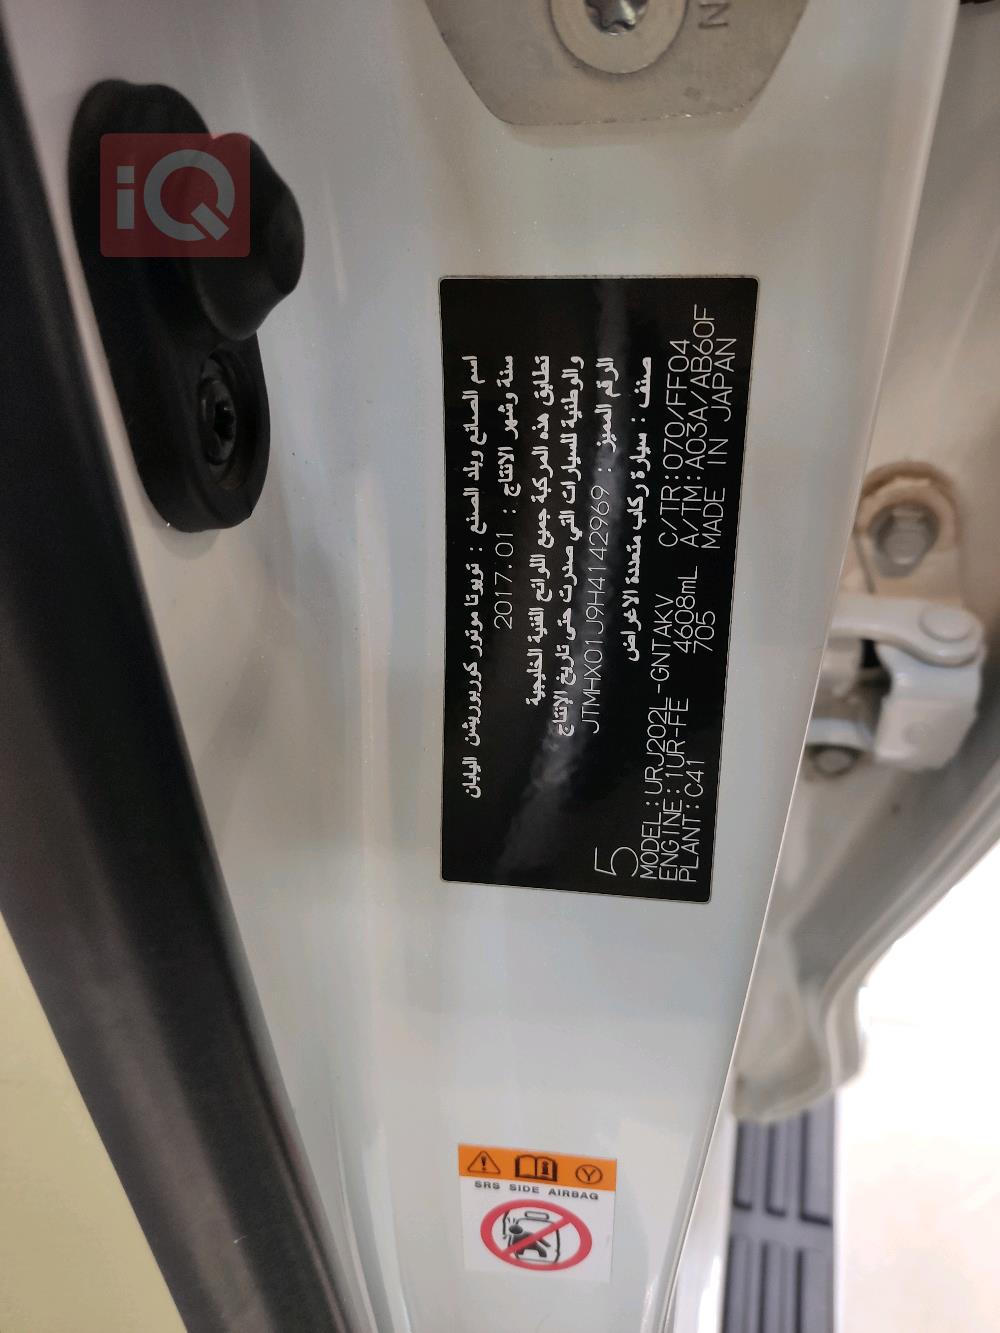 iQ
N
اسم الصانع وبلد الصنع : تويوتا موتور كوربوريشن اليابان
سنة وشهر الانتاج : 2017.01
تطابق هذه المركبة جميع اللوائح الفنية الخليجية
والوطنية للسيارات التي صدرت حتى تاريخ الإنتاج
الرقم المميز : JTMHX01J9H4142969
صنف : سيارة ركاب متعددة الاغراض
5
MODEL:URJ202L-GNTAKV C/TR:070/FF04
ENGINE:1UR-FE 4608mL A/TM:A03A/AB60F
PLANT:C41 705 MADE IN JAPAN
SRS SIDE AIRBAG